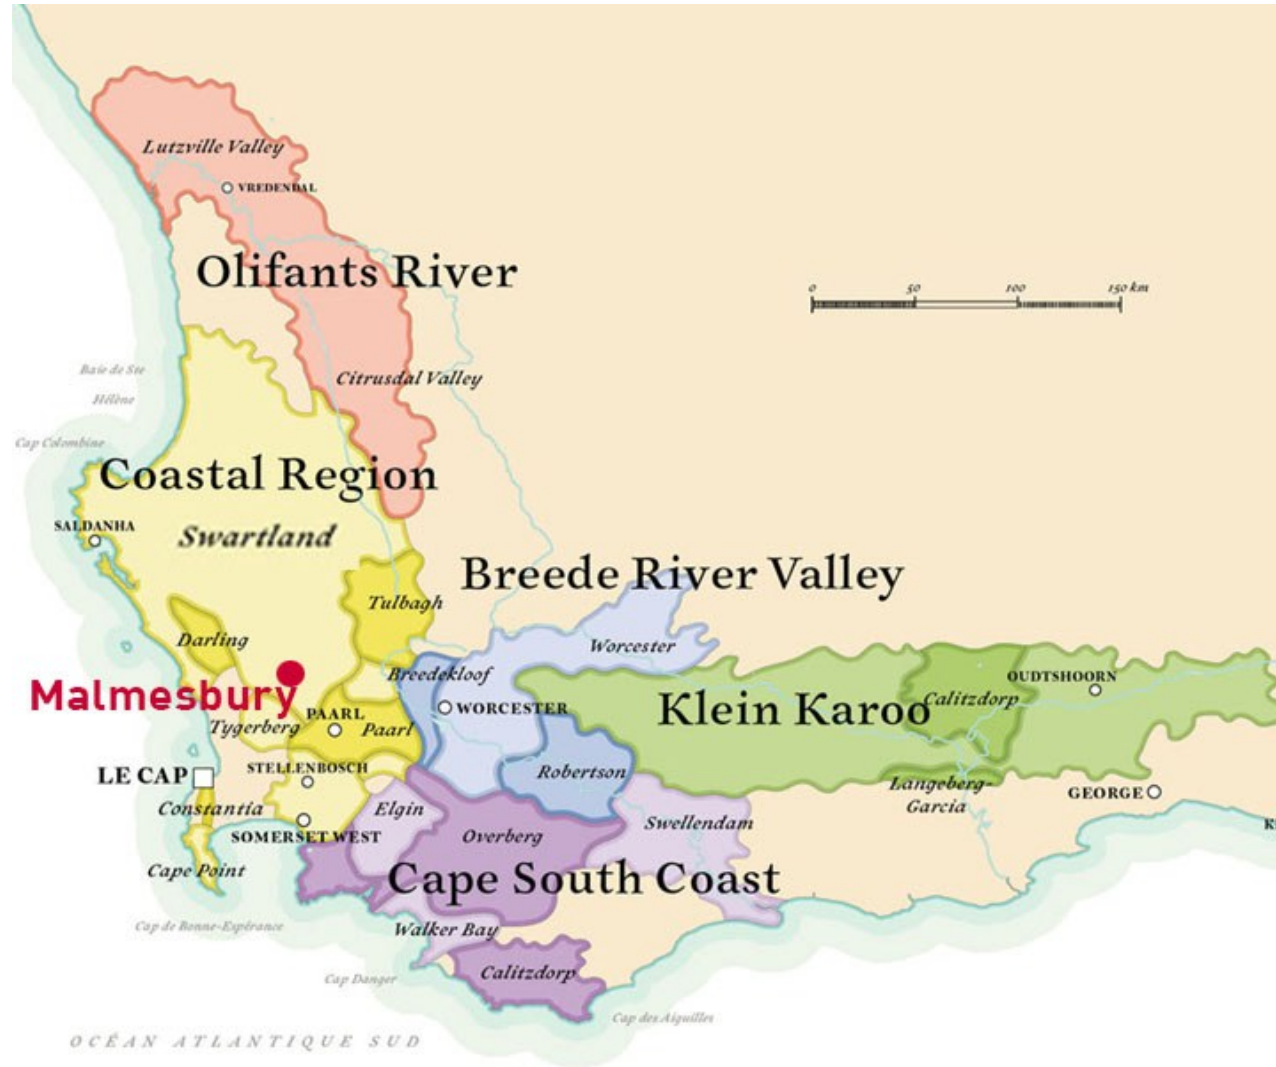 Lutzville Valley
VREDENDAL
Olifants River
0 50 100 150 km
Baie de Ste
Hélène
Citrusdal Valley
Cap Colombine
Coastal Region
SALDANHA
Swartland
Breede River Valley
Tulbagh
Darling
Worcester
Breedekloof
OUDTSHOORN
Malmesbury
Calitzdorp
PAARL
WORCESTER
Klein Karoo
Tygerberg
Paarl
LE CAP
STELLENBOSCH
Robertson
Langeberg-
Garcia
GEORGE
Constantia
Elgin
SOMERSET WEST
Overberg
Swellendam
Cape Point
Cape South Coast
Cap de Bonne-Espérance
Walker Bay
Cap Danger
Calitzdorp
Cap des Aiguilles
OCÉAN ATLANTIQUE SUD